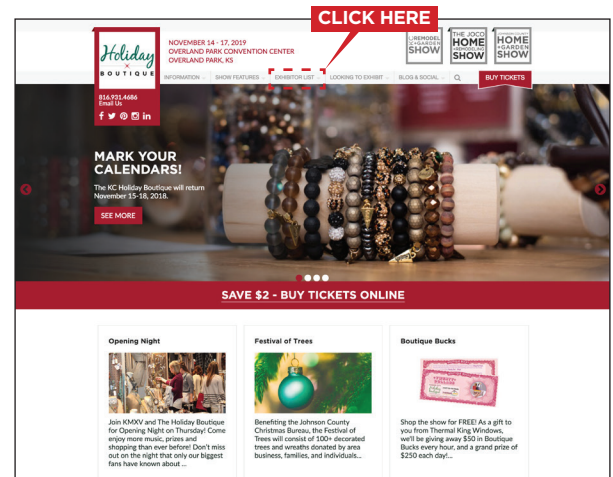 CLICK HERE
Holiday
BOUTIQUE
NOVEMBER 14 - 17, 2019
OVERLAND PARK CONVENTION CENTER
OVERLAND PARK, KS
REMODEL
+GARDEN
SHOW
THE JOCO
HOME
+REMODELING
SHOW
HOME
+GARDEN
SHOW
INFORMATION
SHOW FEATURES
EXHIBITOR LIST
LOOKING TO EXHIBIT
BLOG & SOCIAL
BUY TICKETS
816.931.4686
Email Us
MARK YOUR
CALENDARS!
The KC Holiday Boutique will return
November 15-18, 2018.
SEE MORE
SAVE $2 - BUY TICKETS ONLINE
Opening Night
Join KMXV and The Holiday Boutique
for Opening Night on Thursday! Come
enjoy more music, prizes and
shopping than ever before! Don't miss
out on the night that only our biggest
fans have known about ...
Festival of Trees
Benefiting the Johnson County
Christmas Bureau, the Festival of
Trees will consist of 100+ decorated
trees and wreaths donated by area
business, families, and individuals...
Boutique Bucks
Shop the show for FREE! As a gift to
you from Thermal King Windows,
we'll be giving away $50 in Boutique
Bucks every hour, and a grand prize of
$250 each day!...